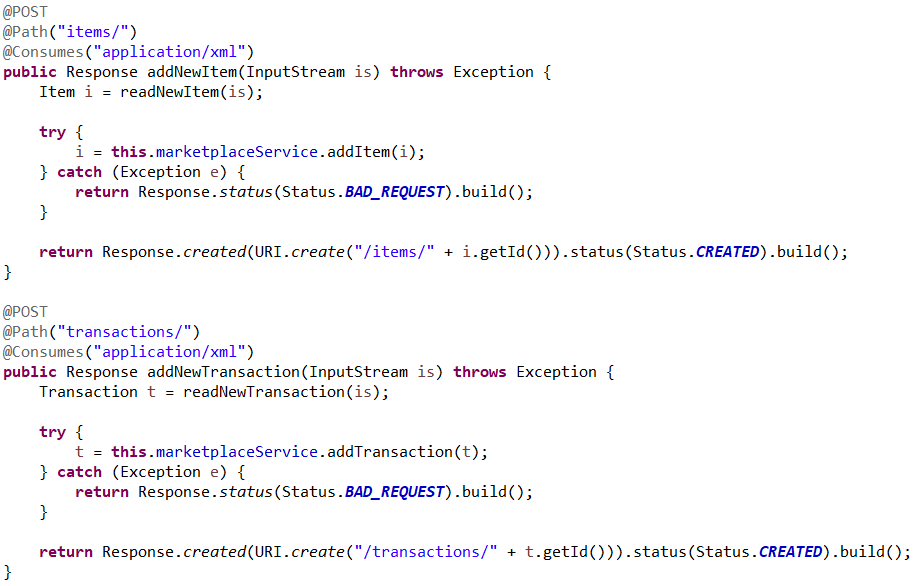 @POST
@Path("items/")
@Consumes("application/xml")
public Response addNewItem(InputStream is) throws Exception {
    Item i = readNewItem(is);

    try {
        i = this.marketplaceService.addItem(i);
    } catch (Exception e) {
        return Response.status(Status.BAD_REQUEST).build();
    }

    return Response.created(URI.create("/items/" + i.getId())).status(Status.CREATED).build();
}

@POST
@Path("transactions/")
@Consumes("application/xml")
public Response addNewTransaction(InputStream is) throws Exception {
    Transaction t = readNewTransaction(is);

    try {
        t = this.marketplaceService.addTransaction(t);
    } catch (Exception e) {
        return Response.status(Status.BAD_REQUEST).build();
    }

    return Response.created(URI.create("/transactions/" + t.getId())).status(Status.CREATED).build();
}